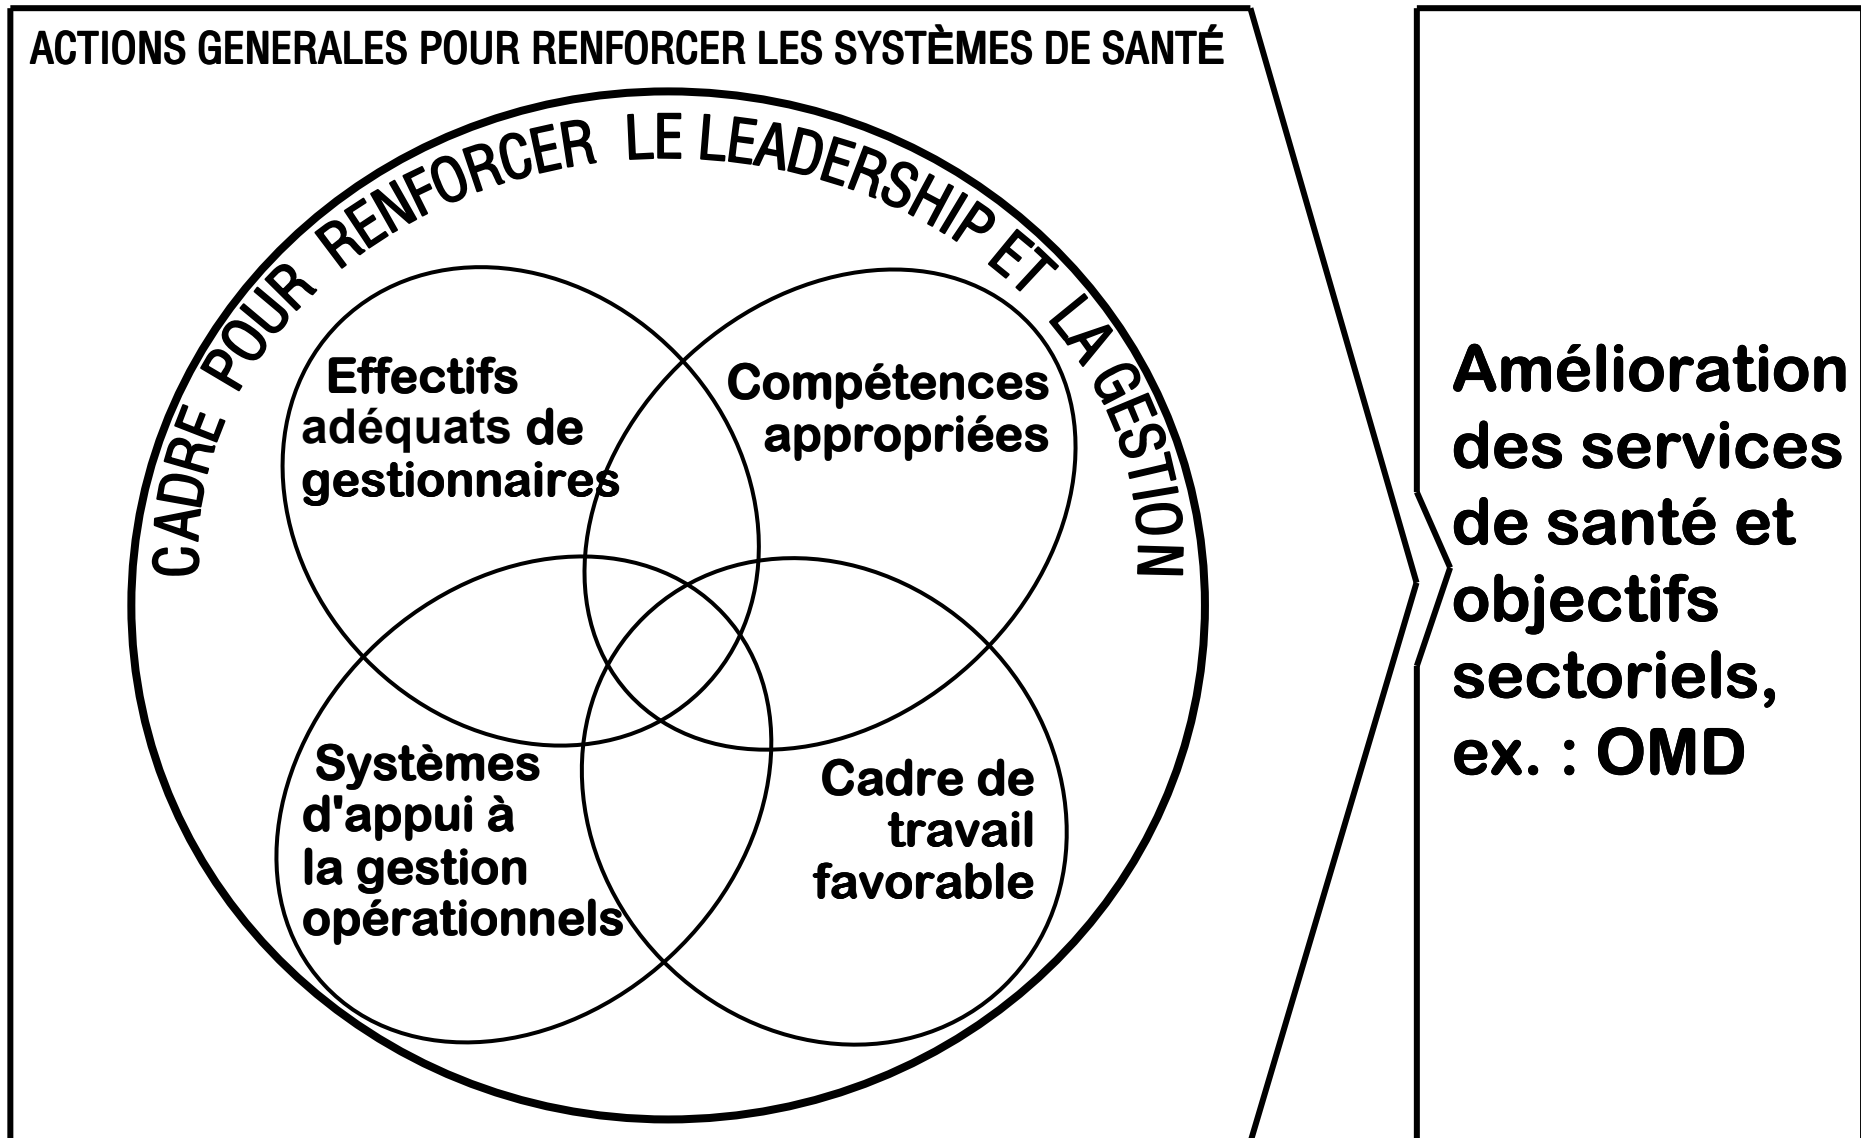 ACTIONS GENERALES POUR RENFORCER LES SYSTÈMES DE SANTÉ
CADRE POUR RENFORCER LE LEADERSHIP ET LA GESTION
Effectifs
adéquats de
gestionnaires
Compétences
appropriées
Systèmes
d'appui à
la gestion
opérationnels
Cadre de
travail
favorable
Amélioration
des services
de santé et
objectifs
sectoriels,
ex. : OMD